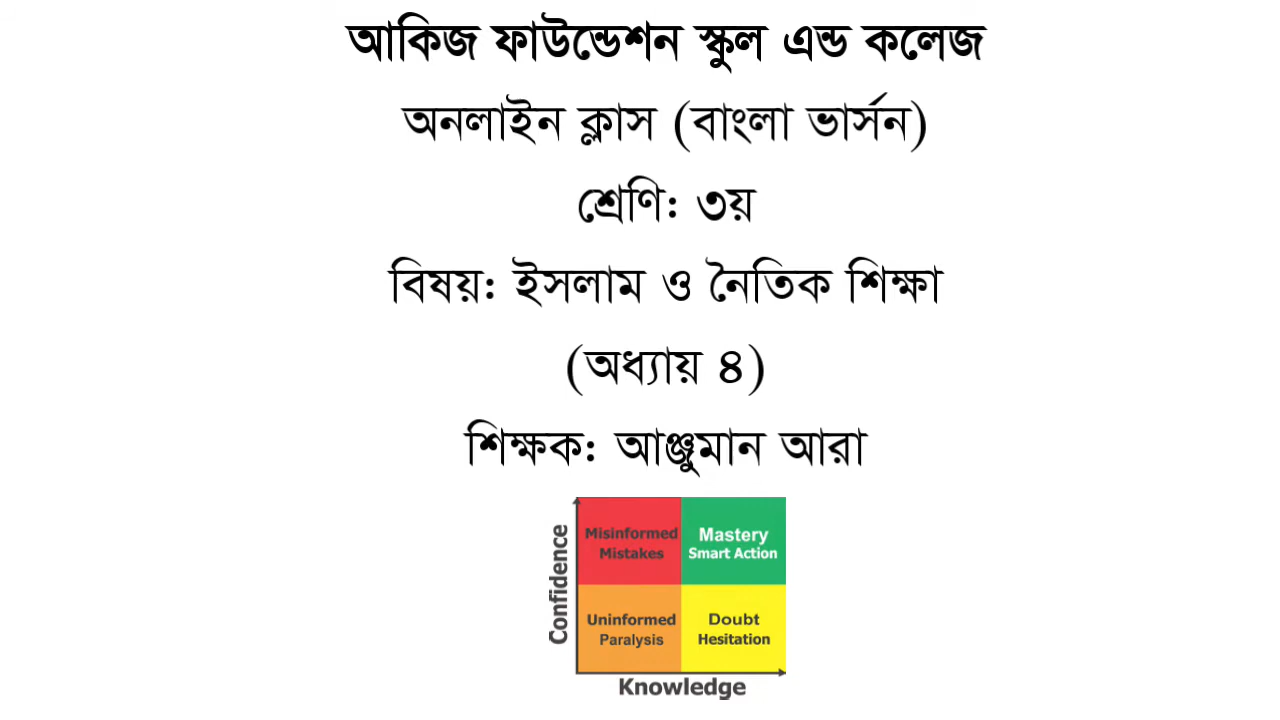 আকিজ ফাউন্ডেশন স্কুল এন্ড কলেজ
অনলাইন ক্লাস (বাংলা ভার্সন)
শ্রেণি: ৩য়
বিষয়: ইসলাম ও নৈতিক শিক্ষা
(অধ্যায় ৪)
শিক্ষক: আঞ্জুমান আরা
Confidence
Misinformed
Mistakes
Mastery
Smart Action
Uninformed
Paralysis
Doubt
Hesitation
Knowledge